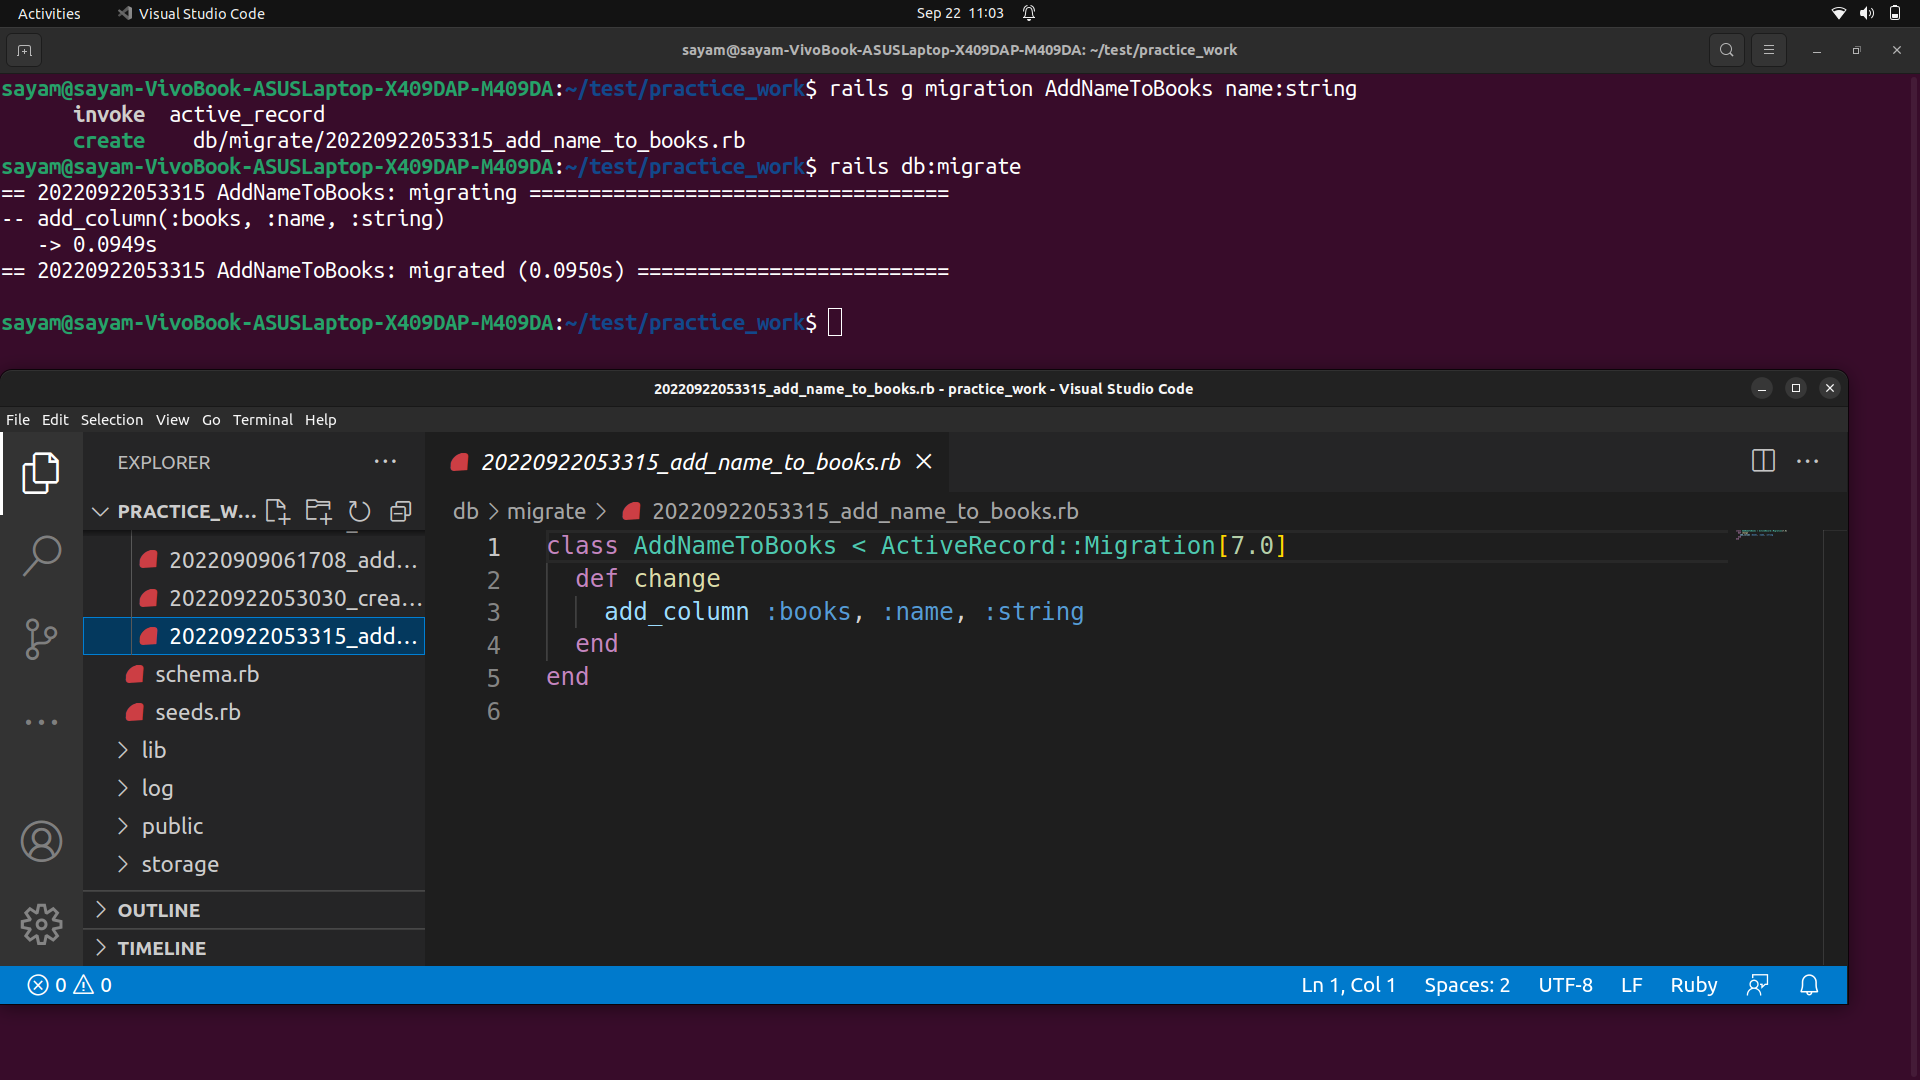 Activities Visual Studio Code Sep 22 11:03
sayam@sayam-VivoBook-ASUSLaptop-X409DAP-M409DA: ~/test/practice_work
sayam@sayam-VivoBook-ASUSLaptop-X409DAP-M409DA:~/test/practice_work$ rails g migration AddNameToBooks name:string
invoke active_record
create db/migrate/20220922053315_add_name_to_books.rb
sayam@sayam-VivoBook-ASUSLaptop-X409DAP-M409DA:~/test/practice_work$ rails db:migrate
== 20220922053315 AddNameToBooks: migrating ===================================
-- add_column(:books, :name, :string)
-> 0.0949s
== 20220922053315 AddNameToBooks: migrated (0.0950s) ==========================
sayam@sayam-VivoBook-ASUSLaptop-X409DAP-M409DA:~/test/practice_work$
20220922053315_add_name_to_books.rb - practice_work - Visual Studio Code
File Edit Selection View Go Terminal Help
EXPLORER
PRACTICE_W...
20220909061708_add...
20220922053030_crea...
20220922053315_add...
schema.rb
seeds.rb
lib
log
public
storage
OUTLINE
TIMELINE
20220922053315_add_name_to_books.rb
db > migrate > 20220922053315_add_name_to_books.rb
1 class AddNameToBooks < ActiveRecord::Migration[7.0]
2 def change
3 add_column :books, :name, :string
4 end
5 end
6
0 0 Ln 1, Col 1 Spaces: 2 UTF-8 LF Ruby